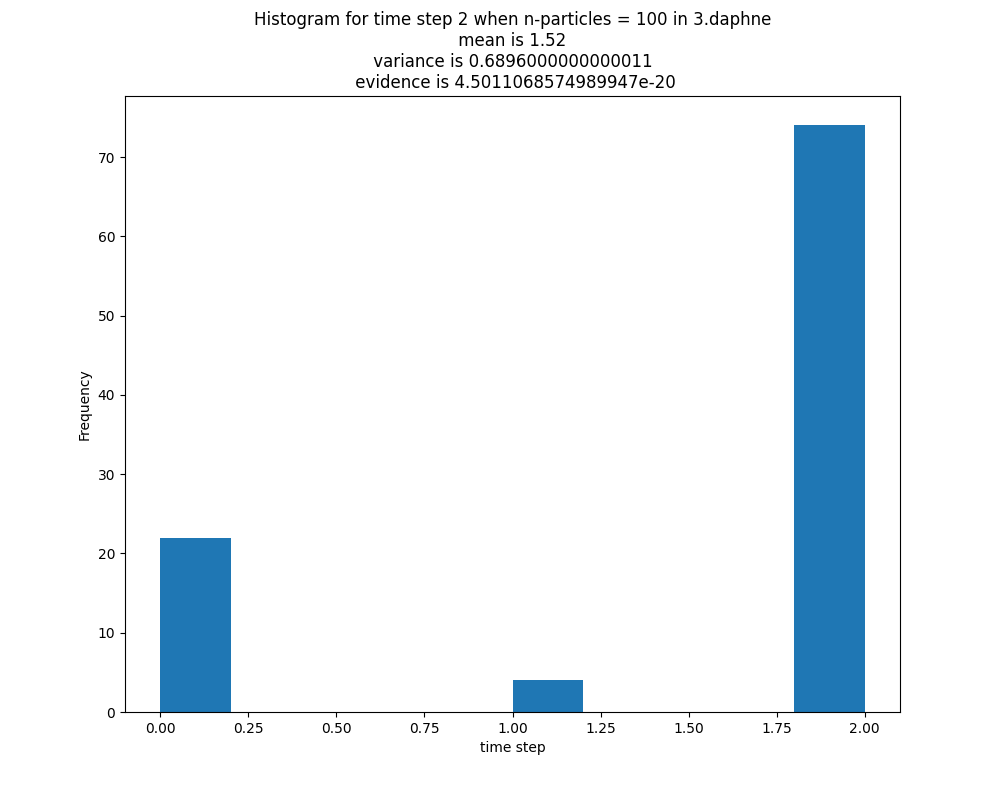 Histogram for time step 2 when n-particles = 100 in 3.daphne
mean is 1.52
variance is 0.6896000000000011
evidence is 4.5011068574989947e-20
70
60
50
40
30
20
10
0
Frequency
0.00 0.25 0.50 0.75 1.00 1.25 1.50 1.75 2.00
time step